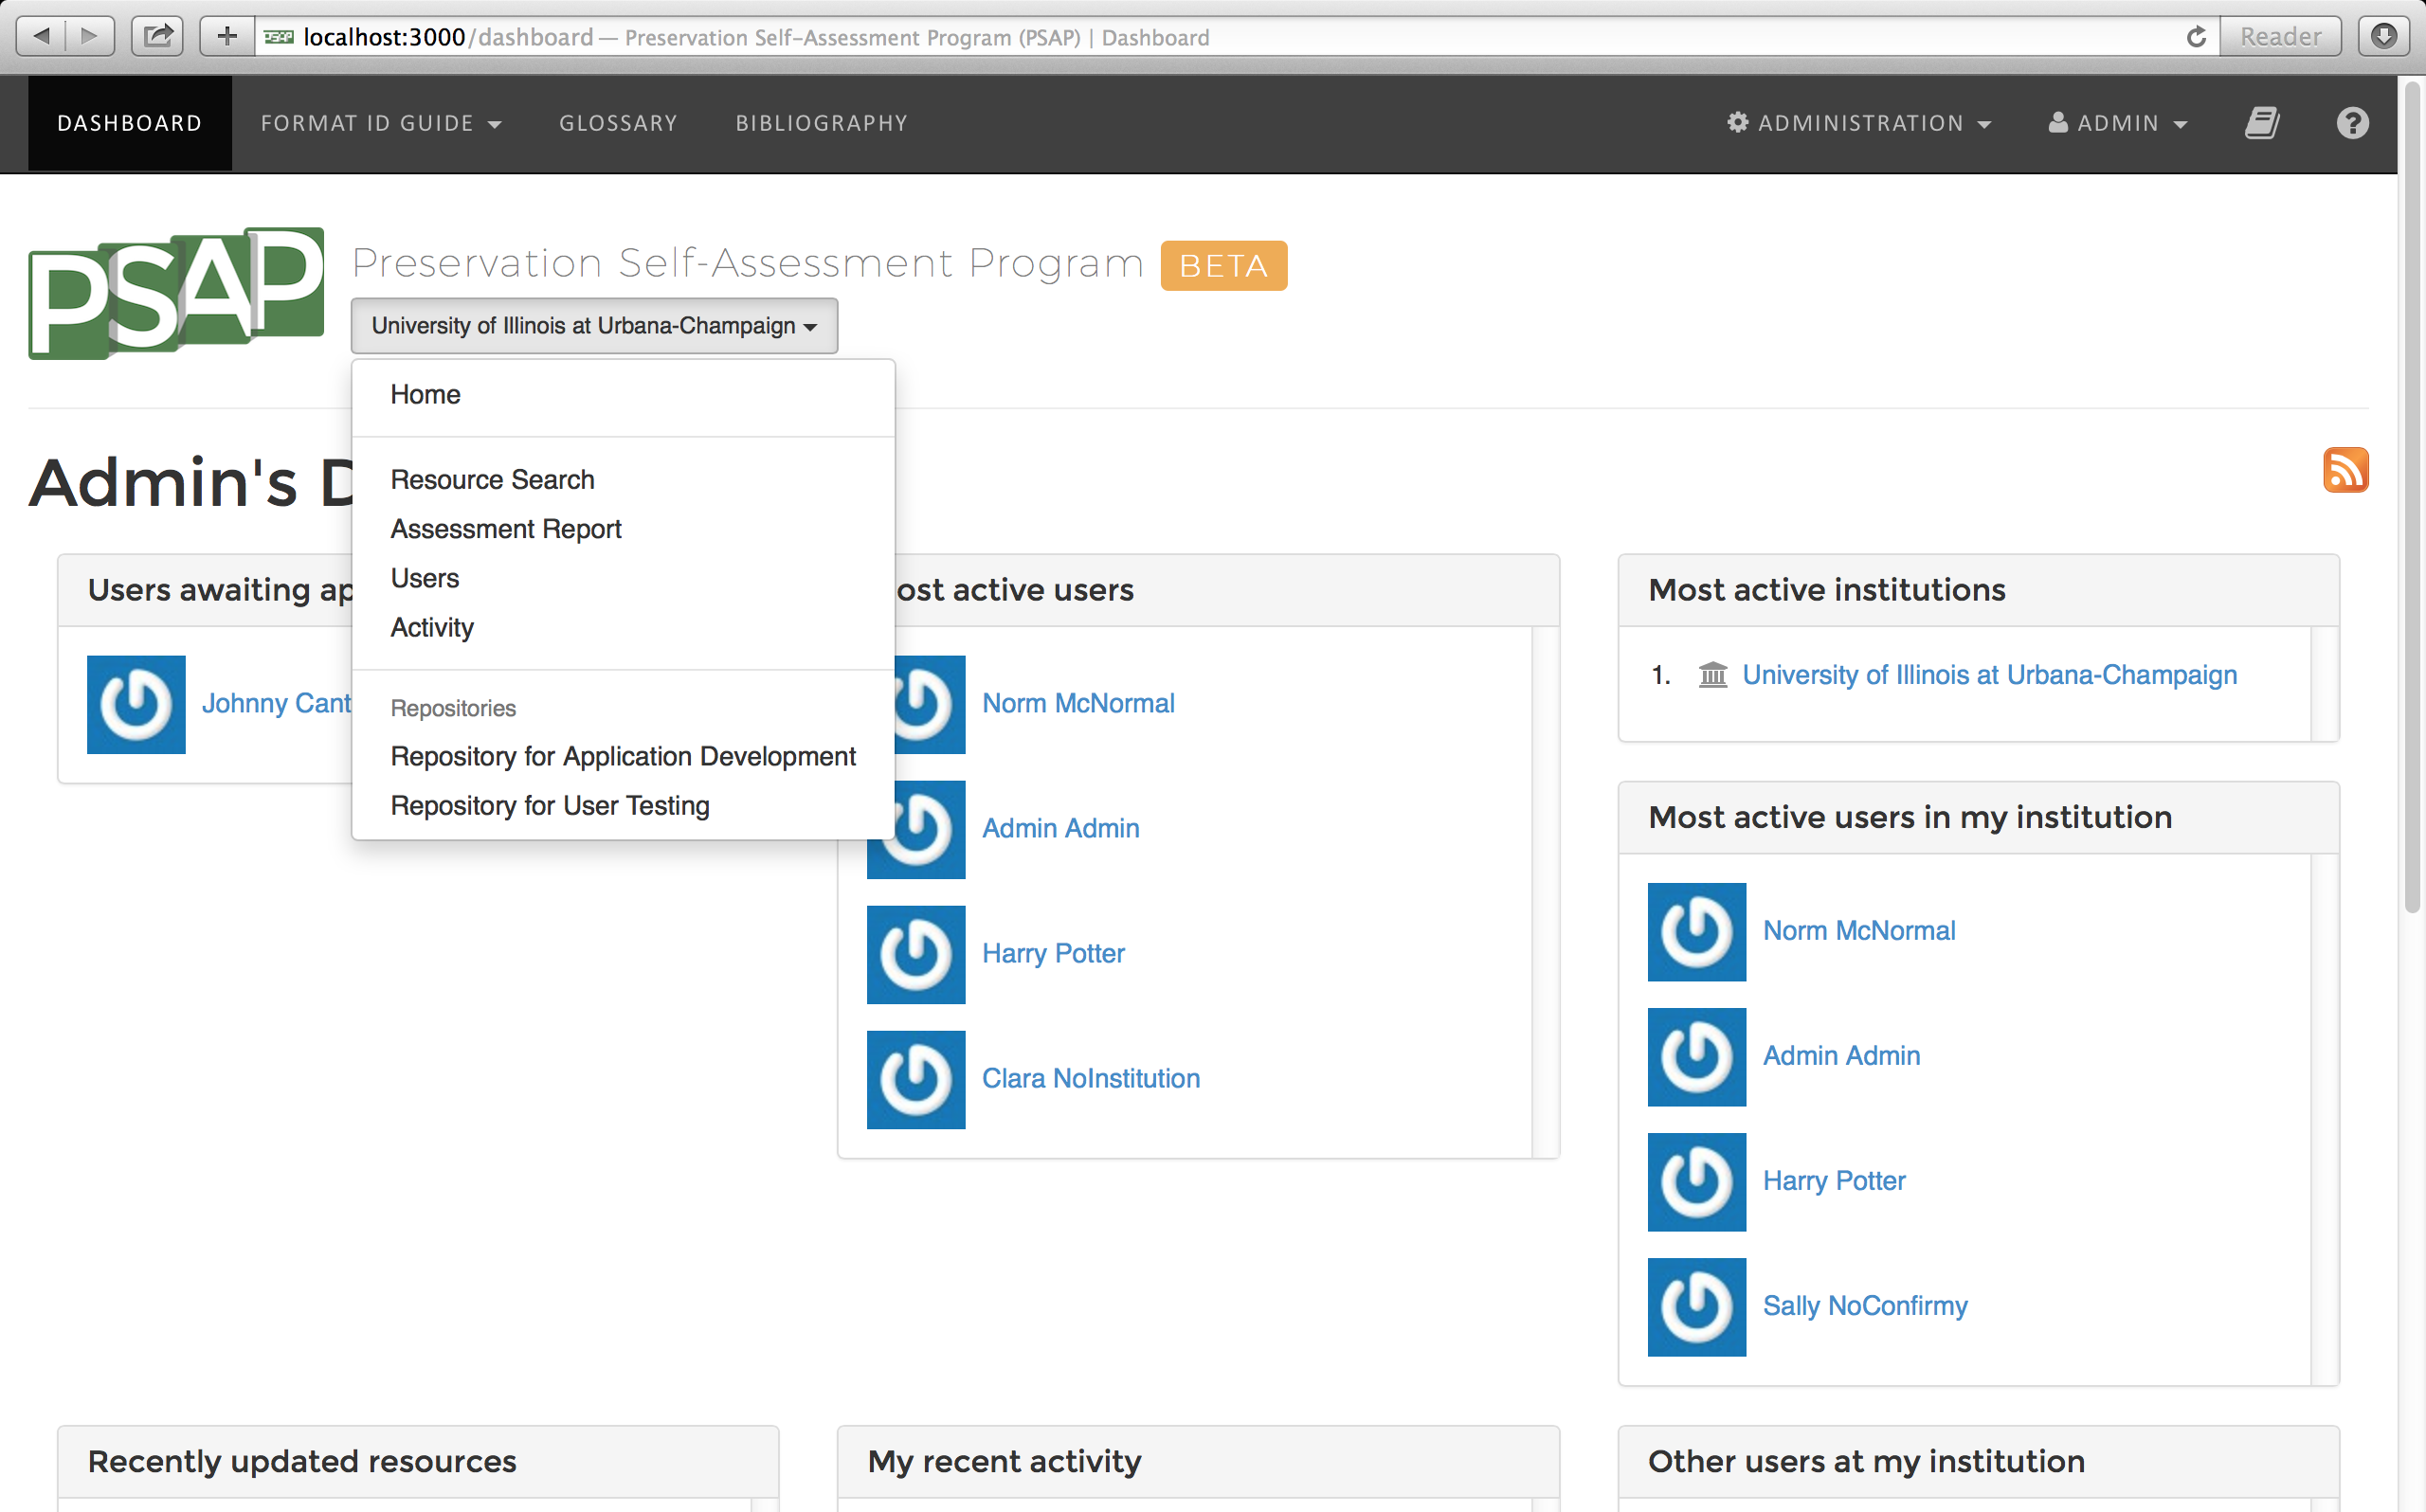 localhost:3000/dashboard — Preservation Self-Assessment Program (PSAP) | Dashboard
Reader
DASHBOARD
FORMAT ID GUIDE
GLOSSARY
BIBLIOGRAPHY
ADMINISTRATION
ADMIN
PSAP
Preservation Self-Assessment Program BETA
University of Illinois at Urbana-Champaign
Home
Resource Search
Assessment Report
Users
Activity
Repositories
Repository for Application Development
Repository for User Testing
Admin's D
Users awaiting ap
Johnny Cant
ost active users
Norm McNormal
Admin Admin
Harry Potter
Clara NoInstitution
Most active institutions
1. University of Illinois at Urbana-Champaign
Most active users in my institution
Norm McNormal
Admin Admin
Harry Potter
Sally NoConfirmy
Recently updated resources
My recent activity
Other users at my institution